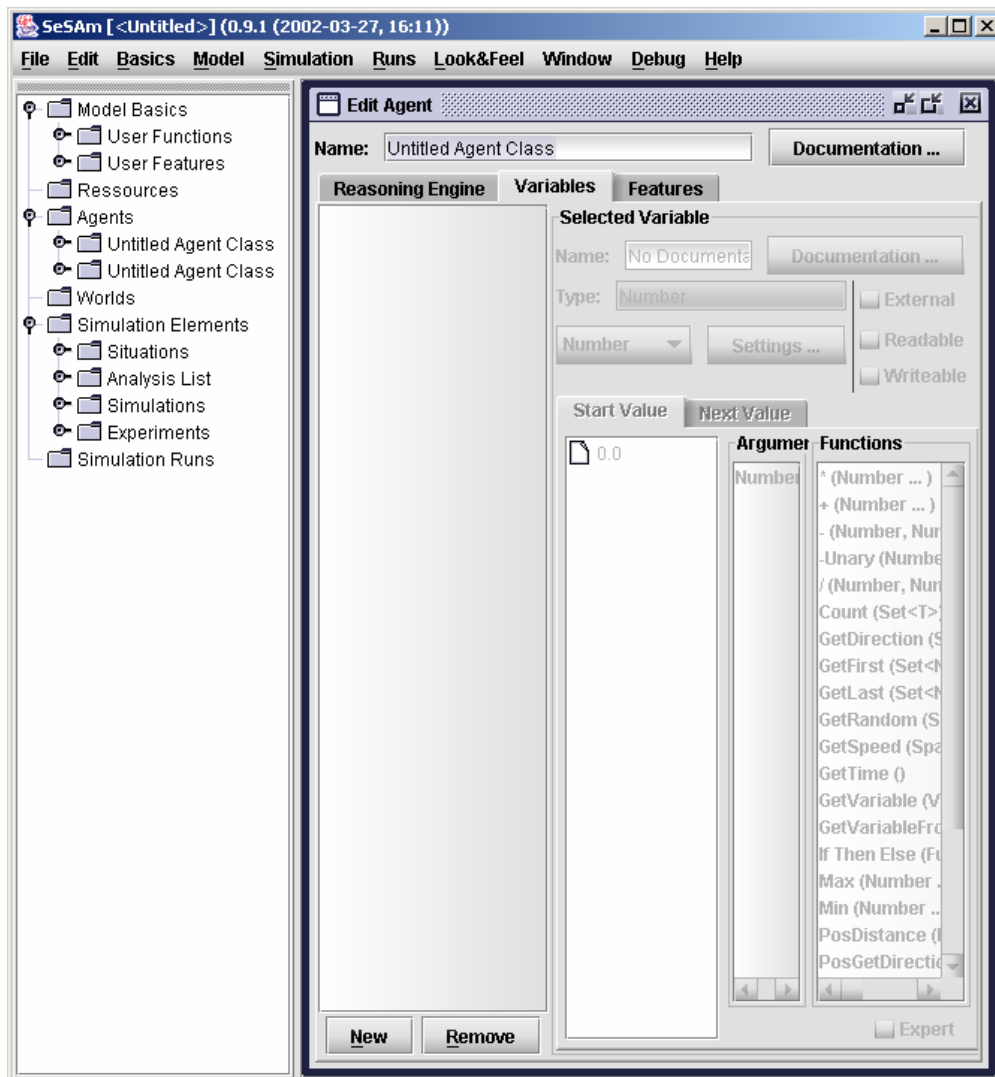 SeSAm [<Untitled>] (0.9.1 (2002-03-27, 16:11))
File Edit Basics Model Simulation Runs Look&Feel Window Debug Help
Model Basics
User Functions
User Features
Ressources
Agents
Untitled Agent Class
Untitled Agent Class
Worlds
Simulation Elements
Situations
Analysis List
Simulations
Experiments
Simulation Runs
Edit Agent
Name: Untitled Agent Class Documentation ...
Reasoning Engine Variables Features
Selected Variable
Name: No Documenta Documentation ...
Type: Number External
Number Settings ... Readable
Writeable
Start Value Next Value
0.0
Argumer
Number
Functions
* (Number ... )
+ (Number ... )
- (Number, Nur
-Unary (Numbe
/ (Number, Nun
Count (Set<T>)
GetDirection (S
GetFirst (Set<N
GetLast (Set<N
GetRandom (S
GetSpeed (Spa
GetTime ()
GetVariable (V
GetVariableFro
If Then Else (Fu
Max (Number .
Min (Number ..
PosDistance (
PosGetDirectio
New Remove
Expert